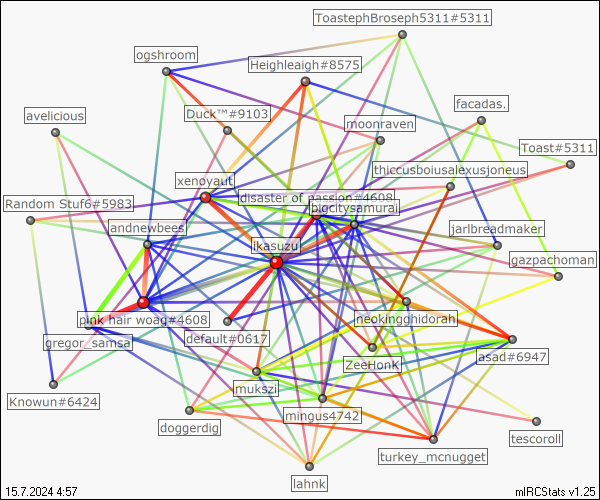 ToastephBroseph5311#5311
ogshroom
Heighleaigh#8575
facadas.
avelicious
Duck™#9103
moonraven
Toast#5311
thiccusboiusalexusjoneus
xenoyaut
disaster of passion#4608
Random Stuf6#5983
bigcitysamurai
andrewbees
jarlbreadmaker
Ikasuzu
gazpachoman
pink hair woag#4608
neokingghidorah
gregor_samsa
default#0617
ZeeHonk
asad#6947
mukszi
Knowun#6424
mingus4742
doggerdig
tescoroll
turkey_mcnugget
lahnk
15.7.2024 4:57
mIRCStats v1.25